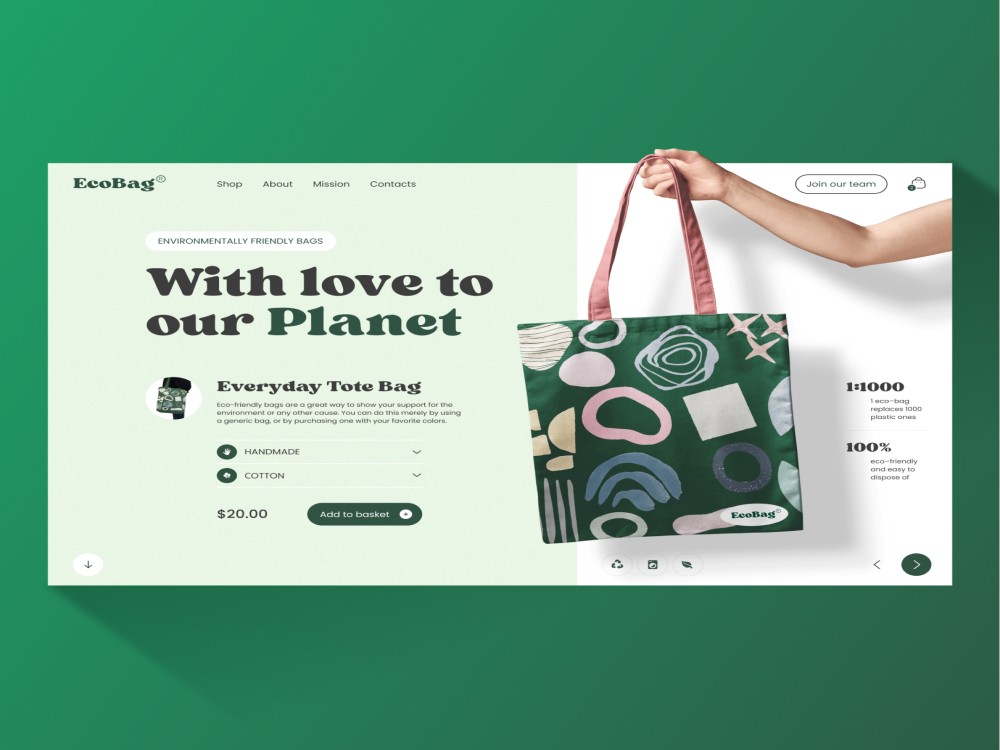 EcoBag®
Shop About Mission Contacts
Join our team
2
ENVIRONMENTALLY FRIENDLY BAGS
With love to
our Planet
Everyday Tote Bag
Eco-friendly bags are a great way to show your support for the
environment or any other cause. You can do this merely by using
a generic bag, or by purchasing one with your favorite colors.
HANDMADE
COTTON
$20.00
Add to basket +
EcoBag®
1:1000
1 eco-bag
replaces 1000
plastic ones
100%
eco-friendly
and easy to
dispose of